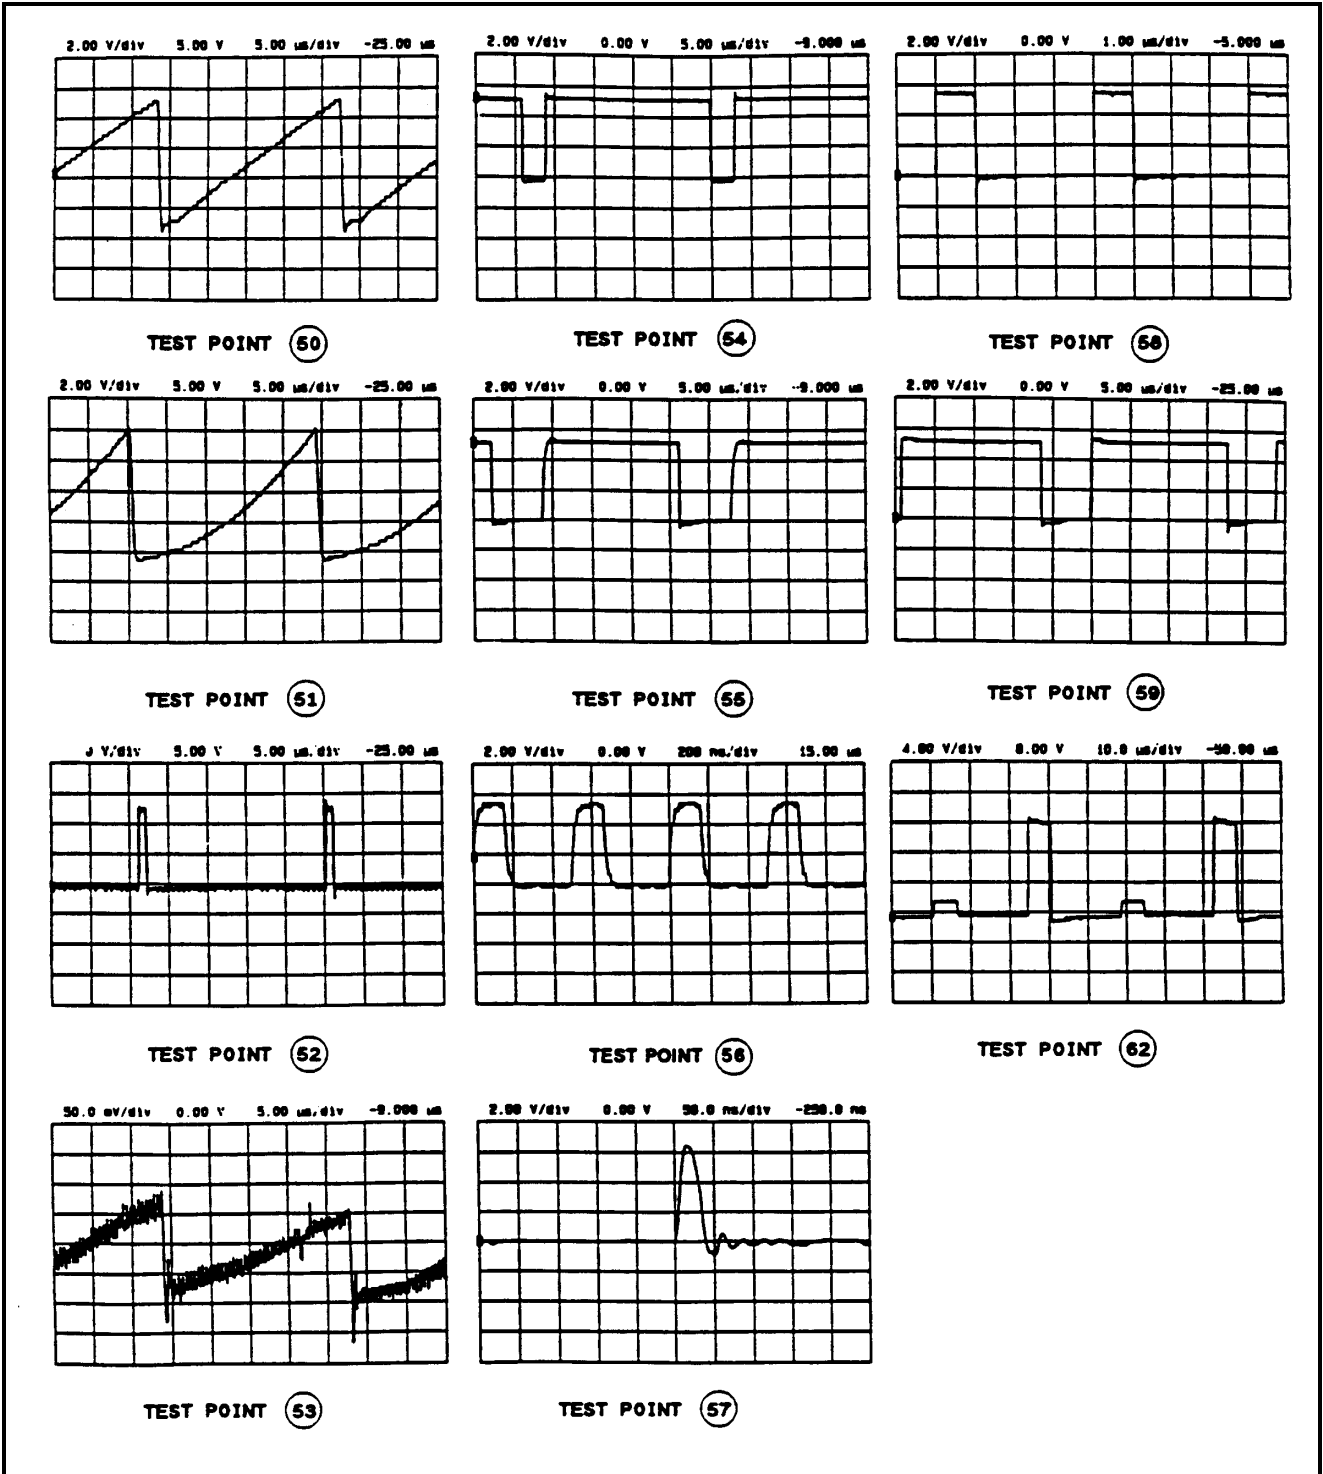 2.00 V/div 5.00 V 5.00 us/div -25.00 us
TEST POINT 50
2.00 V/div 0.00 V 5.00 us/div -9.000 us
TEST POINT 54
2.00 V/div 0.00 V 1.00 us/div -5.000 us
TEST POINT 58
2.00 V/div 5.00 V 5.00 us/div -25.00 us
TEST POINT 51
2.00 V/div 0.00 V 5.00 us/div -9.000 us
TEST POINT 55
2.00 V/div 0.00 V 5.00 us/div -25.00 us
TEST POINT 59
V/div 5.00 V 5.00 us/div -25.00 us
TEST POINT 52
2.00 V/div 0.00 V 200 ns/div 15.00 us
TEST POINT 56
4.00 V/div 8.00 V 10.0 us/div -50.00 us
TEST POINT 62
50.0 mV/div 0.00 V 5.00 us/div -9.000 us
TEST POINT 53
2.00 V/div 0.00 V 50.0 ns/div -250.0 ns
TEST POINT 57